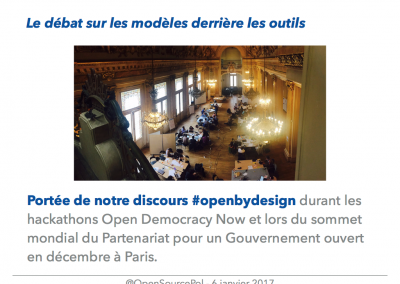 Le débat sur les modèles derrière les outils
Portée de notre discours #openbydesign durant les
hackathons Open Democracy Now et lors du sommet
mondial du Partenariat pour un Gouvernement ouvert
en décembre à Paris.
@OpenSourcePol - 6 janvier 2017